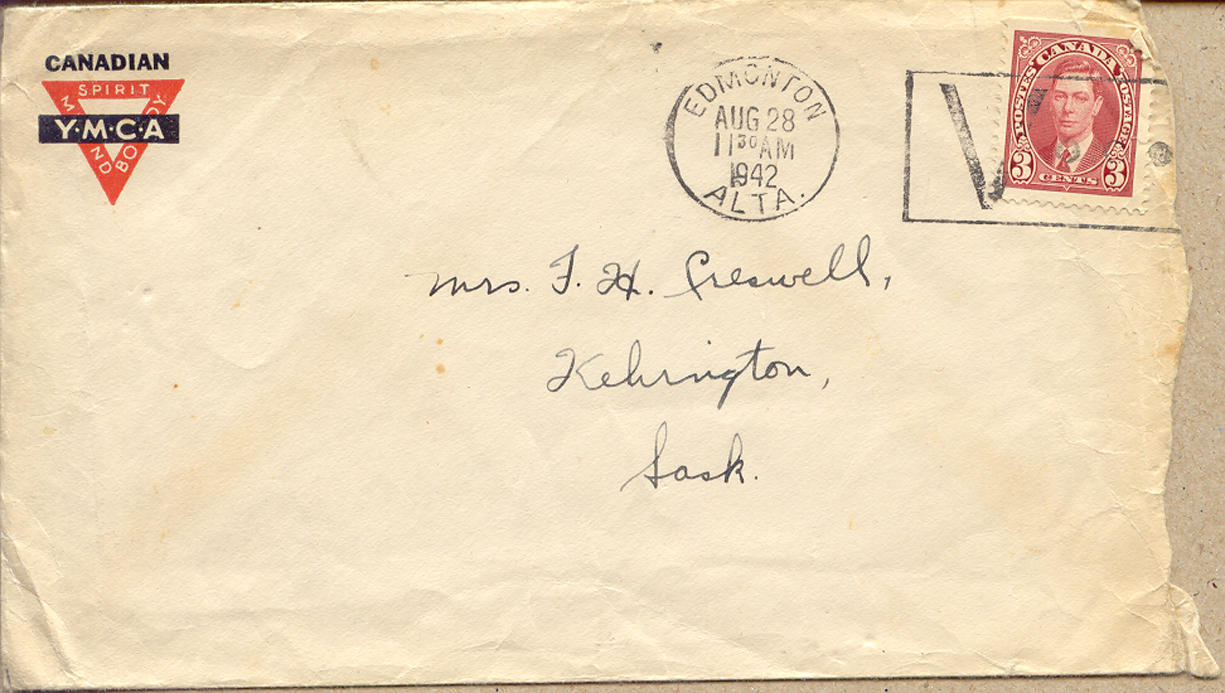 CANADIAN
SPIRIT
MIND
BODY
Y·M·C·A
EDMONTON
AUG 28
11 30 AM
1942
ALTA.
V
POSTES CANADA POSTAGE
3 3
CENTS
Mrs. F. H. Creswell,
Kehrington,
Sask.